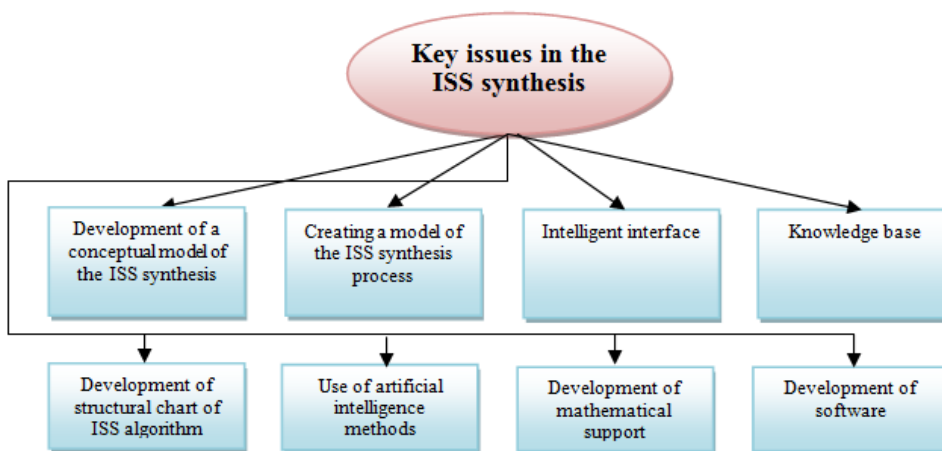 Key issues in the
ISS synthesis
Development of a
conceptual model of
the ISS synthesis
Creating a model of
the ISS synthesis
process
Intelligent interface
Knowledge base
Development of
structural chart of
ISS algorithm
Use of artificial
intelligence
methods
Development of
mathematical
support
Development of
software